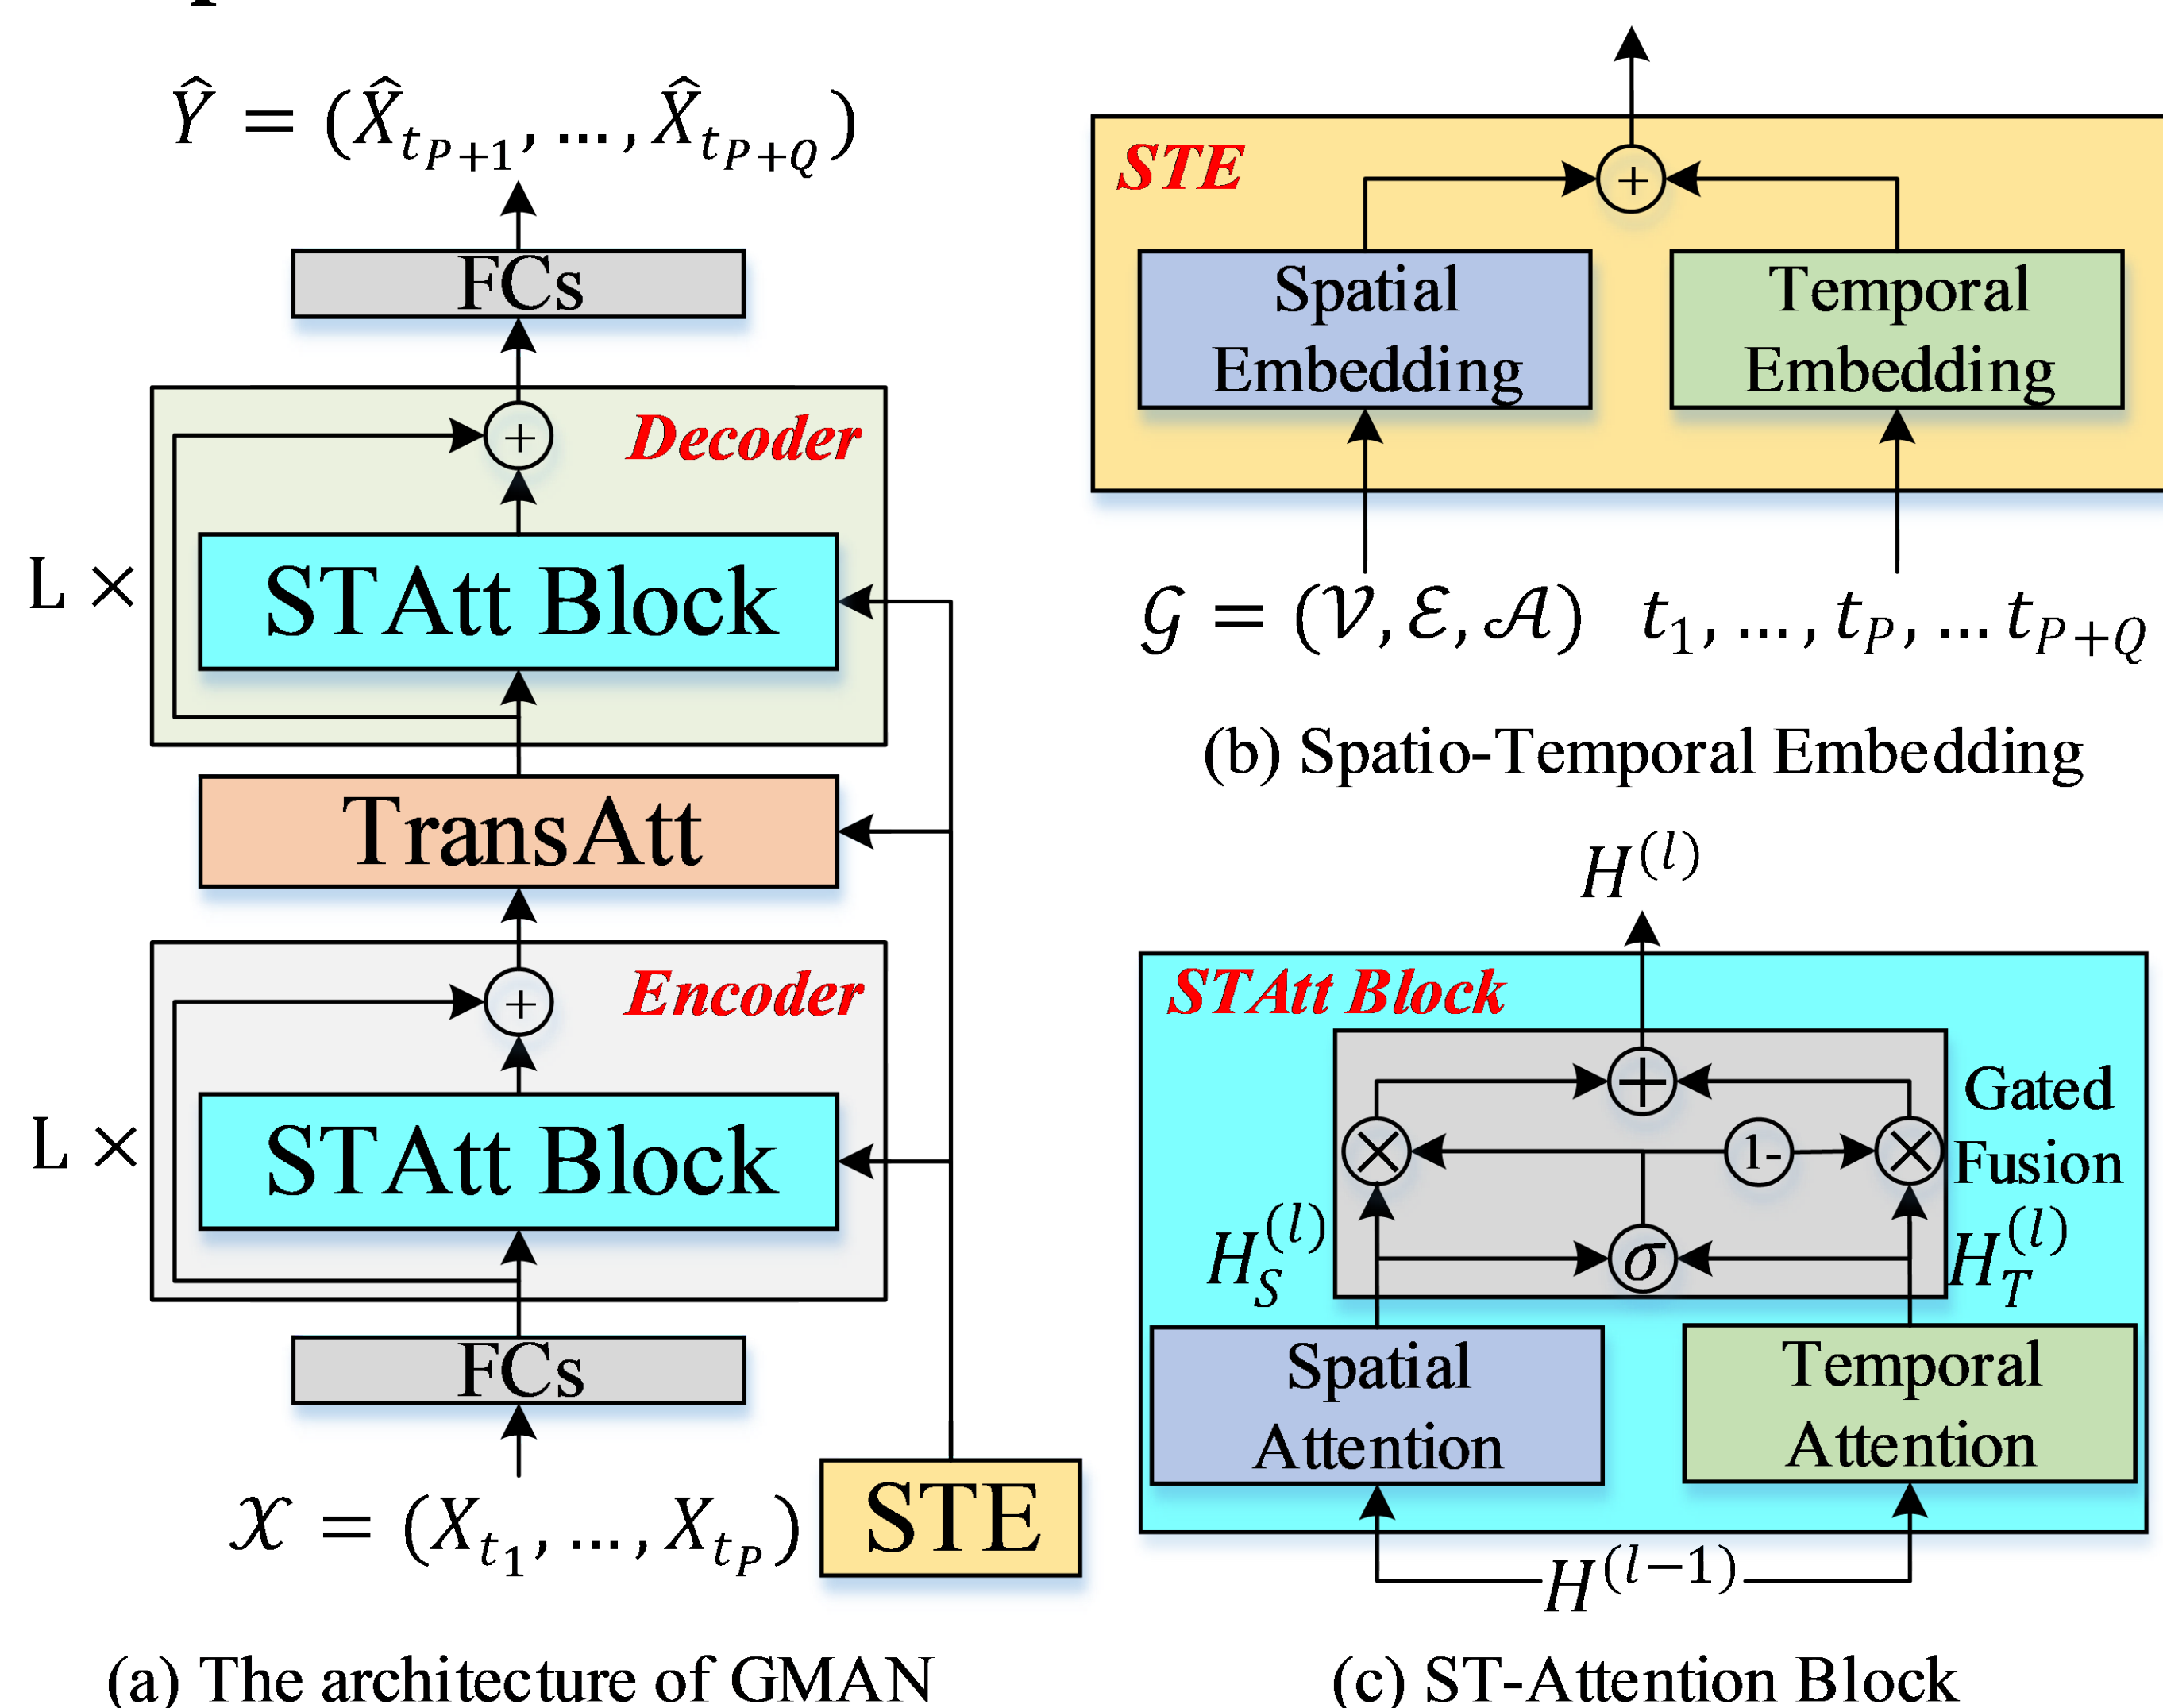 Ŷ = (X̂_{t_{P+1}}, …, X̂_{t_{P+Q}})
FCs
Decoder
+
L ×
STAtt Block
TransAtt
Encoder
+
L ×
STAtt Block
FCs
𝒳 = (X_{t_1}, …, X_{t_P})
STE
(a) The architecture of GMAN
STE
+
Spatial
Embedding
Temporal
Embedding
𝒢 = (𝒱, ℰ, 𝒜)
t_1, …, t_P, … t_{P+Q}
(b) Spatio-Temporal Embedding
H^{(l)}
STAtt Block
+
Gated
Fusion
×
1-
×
H_S^{(l)}
σ
H_T^{(l)}
Spatial
Attention
Temporal
Attention
H^{(l−1)}
(c) ST-Attention Block